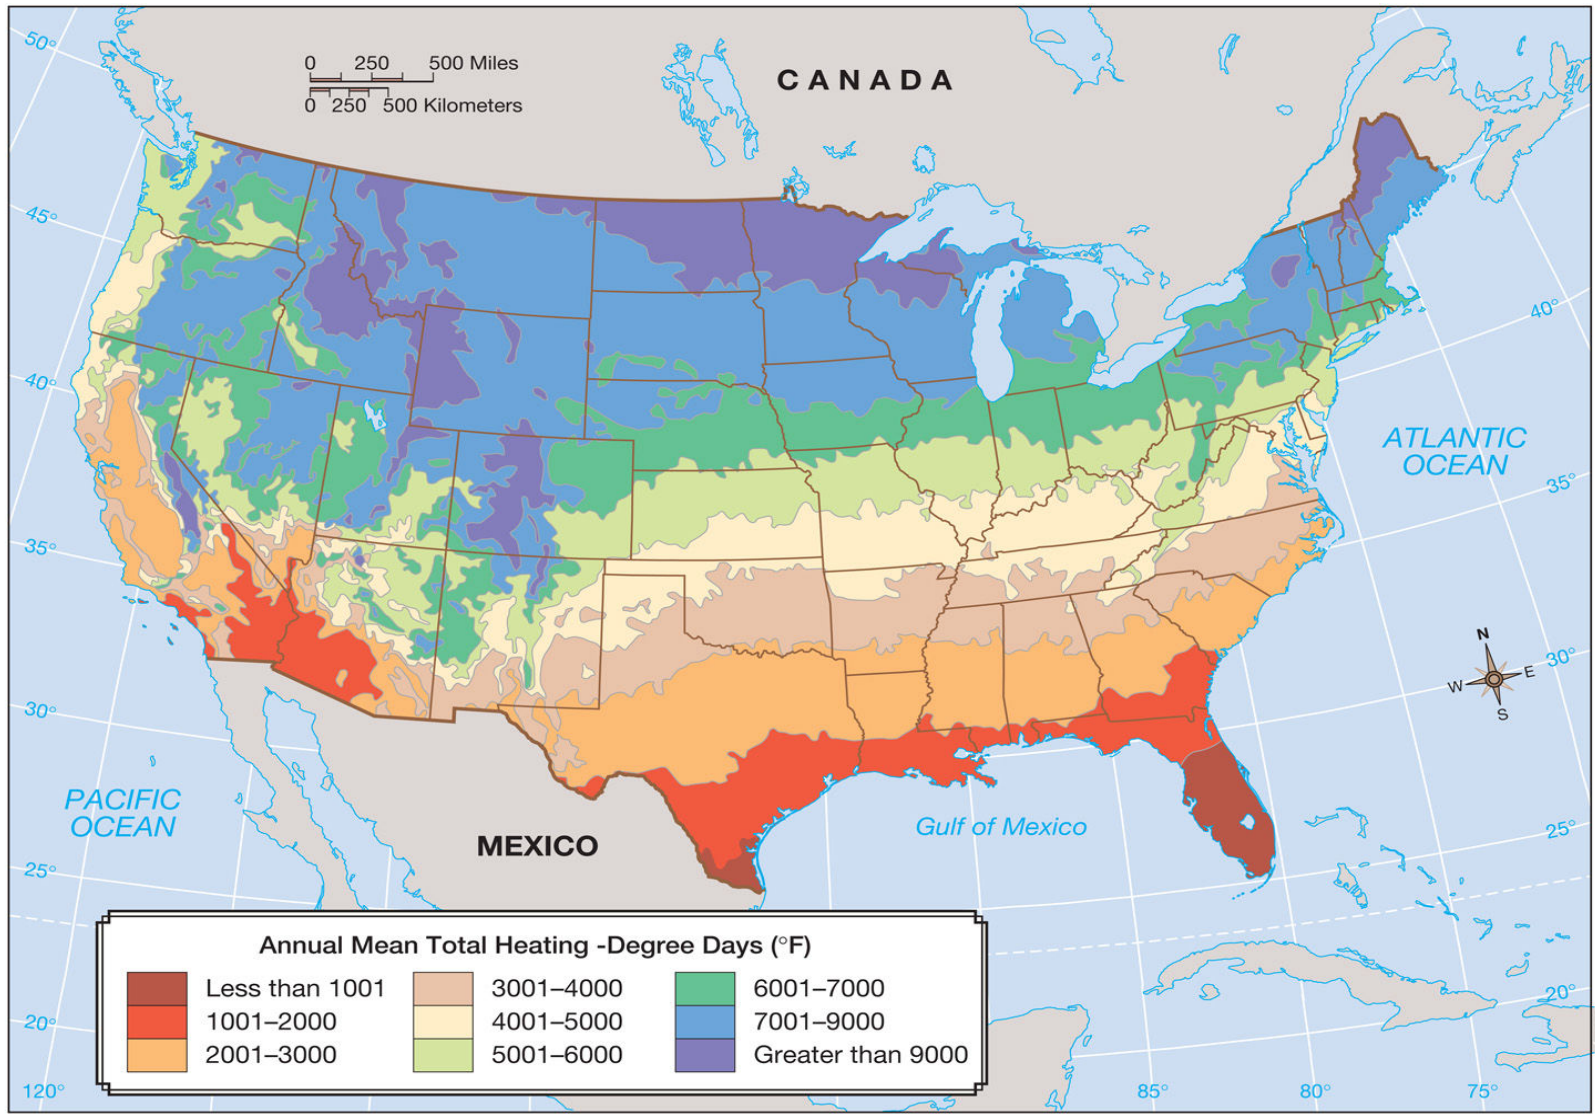 50°
0 250 500 Miles
0 250 500 Kilometers
CANADA
45°
40°
40°
ATLANTIC
OCEAN
35°
35°
N
W E
S
30°
30°
PACIFIC
OCEAN
MEXICO
Gulf of Mexico
25°
25°
Annual Mean Total Heating -Degree Days (°F)
Less than 1001
1001–2000
2001–3000
3001–4000
4001–5000
5001–6000
6001–7000
7001–9000
Greater than 9000
20°
20°
120°
85°
80°
75°